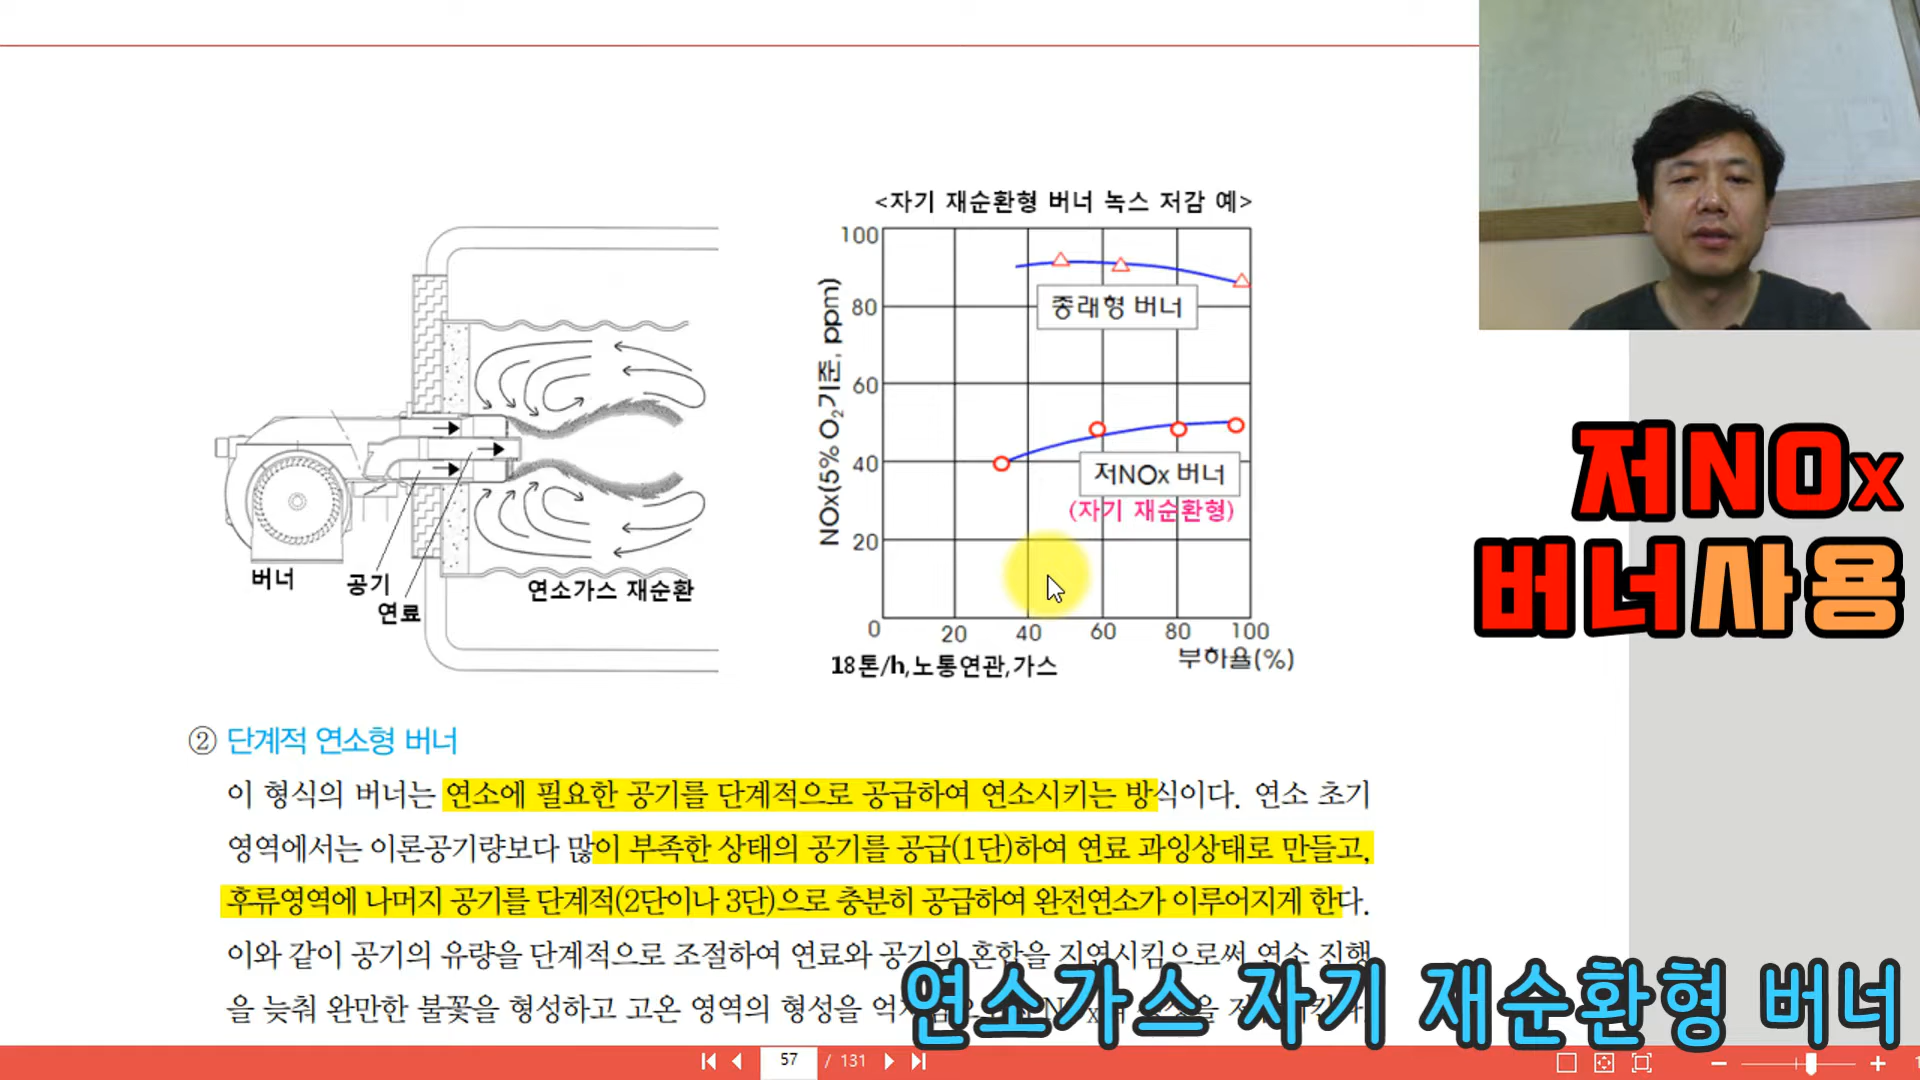 <자기 재순환형 버너 녹스 저감 예>
100
80
60
40
20
0
20
40
60
80
100
NOx(5% O₂기준, ppm)
종래형 버너
저NOx 버너
(자기 재순환형)
18톤/h,노통연관,가스
부하율(%)
버너
공기
연료
연소가스 재순환
저NOx
버너사용
② 단계적 연소형 버너
이 형식의 버너는 연소에 필요한 공기를 단계적으로 공급하여 연소시키는 방식이다. 연소 초기
영역에서는 이론공기량보다 많이 부족한 상태의 공기를 공급(1단)하여 연료 과잉상태로 만들고,
후류영역에 나머지 공기를 단계적(2단이나 3단)으로 충분히 공급하여 완전연소가 이루어지게 한다.
이와 같이 공기의 유량을 단계적으로 조절하여 연료와 공기의 혼합을 지연시킴으로써 연소 진행
을 늦춰 완만한 불꽃을 형성하고 고온 영역의 형성을
연소가스 자기 재순환형 버너
57 / 131